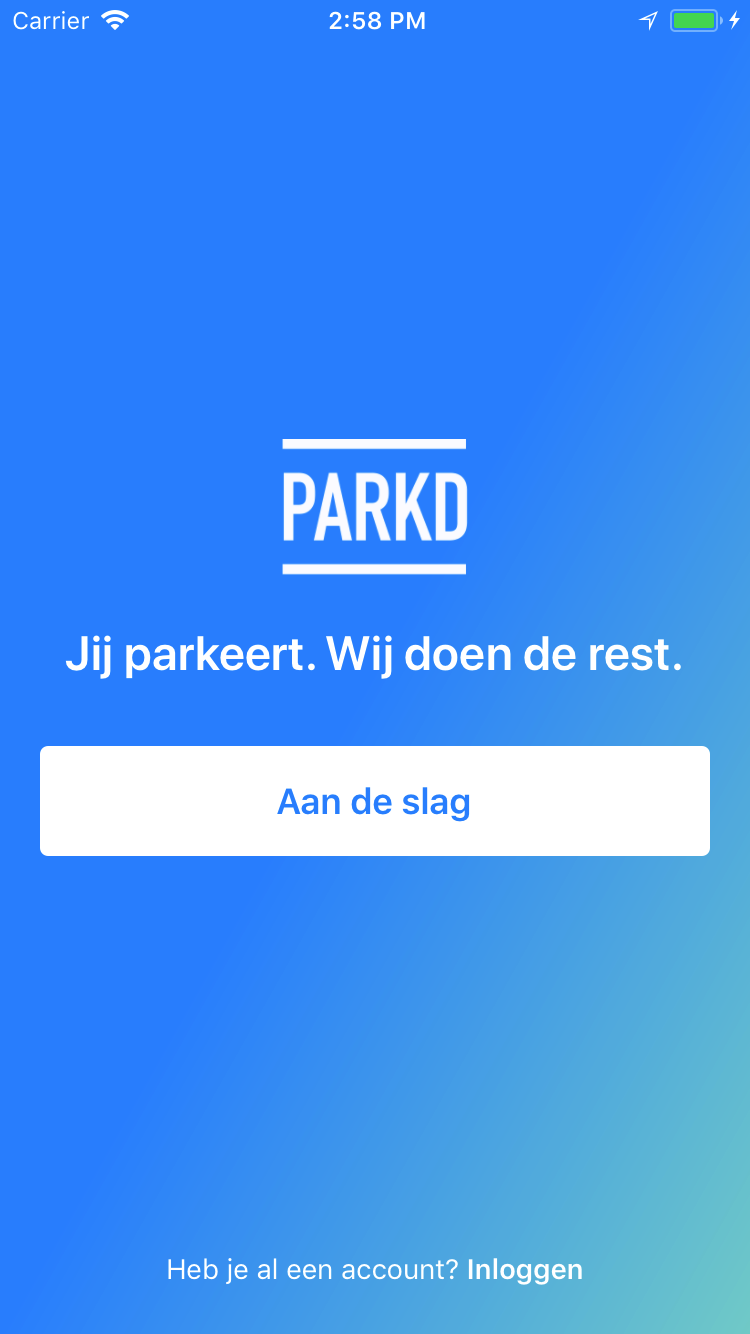 Carrier 2:58 PM
PARKD
Jij parkeert. Wij doen de rest.
Aan de slag
Heb je al een account? Inloggen